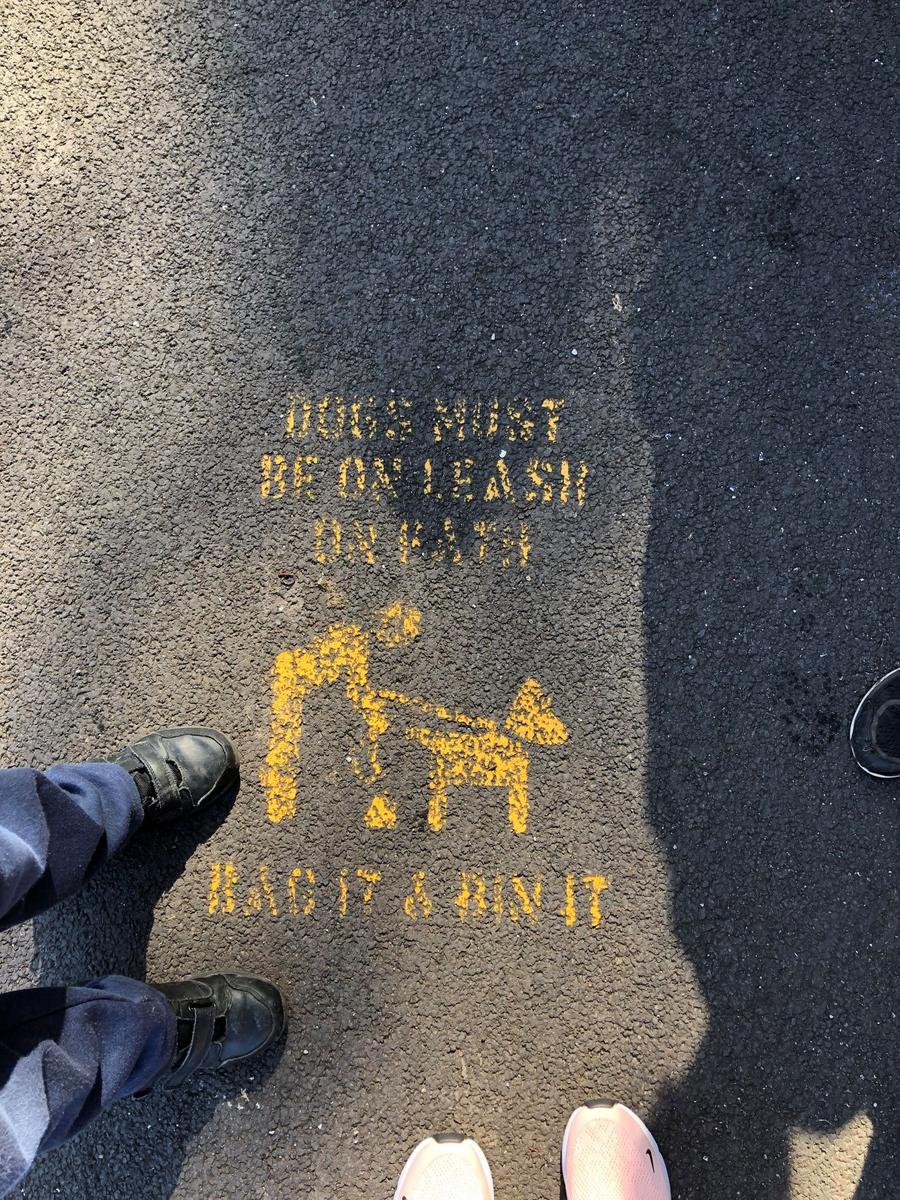 DOGS MUST
BE ON LEASH
ON PATH
BAG IT & BIN IT